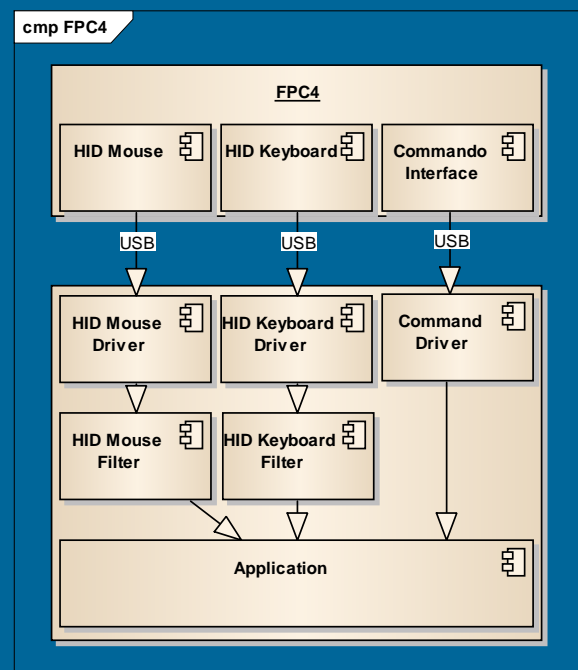 cmp FPC4
FPC4
HID Mouse
HID Keyboard
Commando
Interface
USB
USB
USB
HID Mouse
Driver
HID Keyboard
Driver
Command
Driver
HID Mouse
Filter
HID Keyboard
Filter
Application